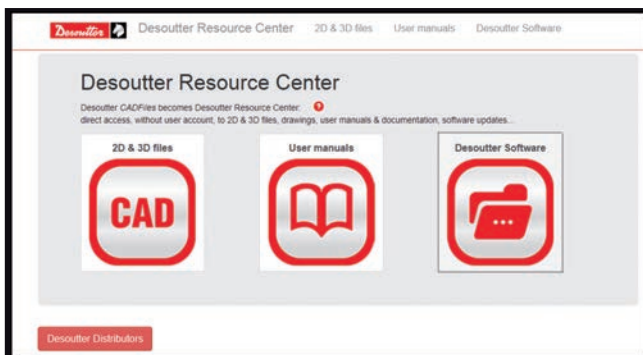 Desoutter Desoutter Resource Center 2D & 3D files User manuals Desoutter Software
Desoutter Resource Center
Desoutter CADFiles becomes Desoutter Resource Center: ?
direct access, without user account, to 2D & 3D files, drawings, user manuals & documentation, software updates...
2D & 3D files User manuals Desoutter Software
CAD
Desoutter Distributors